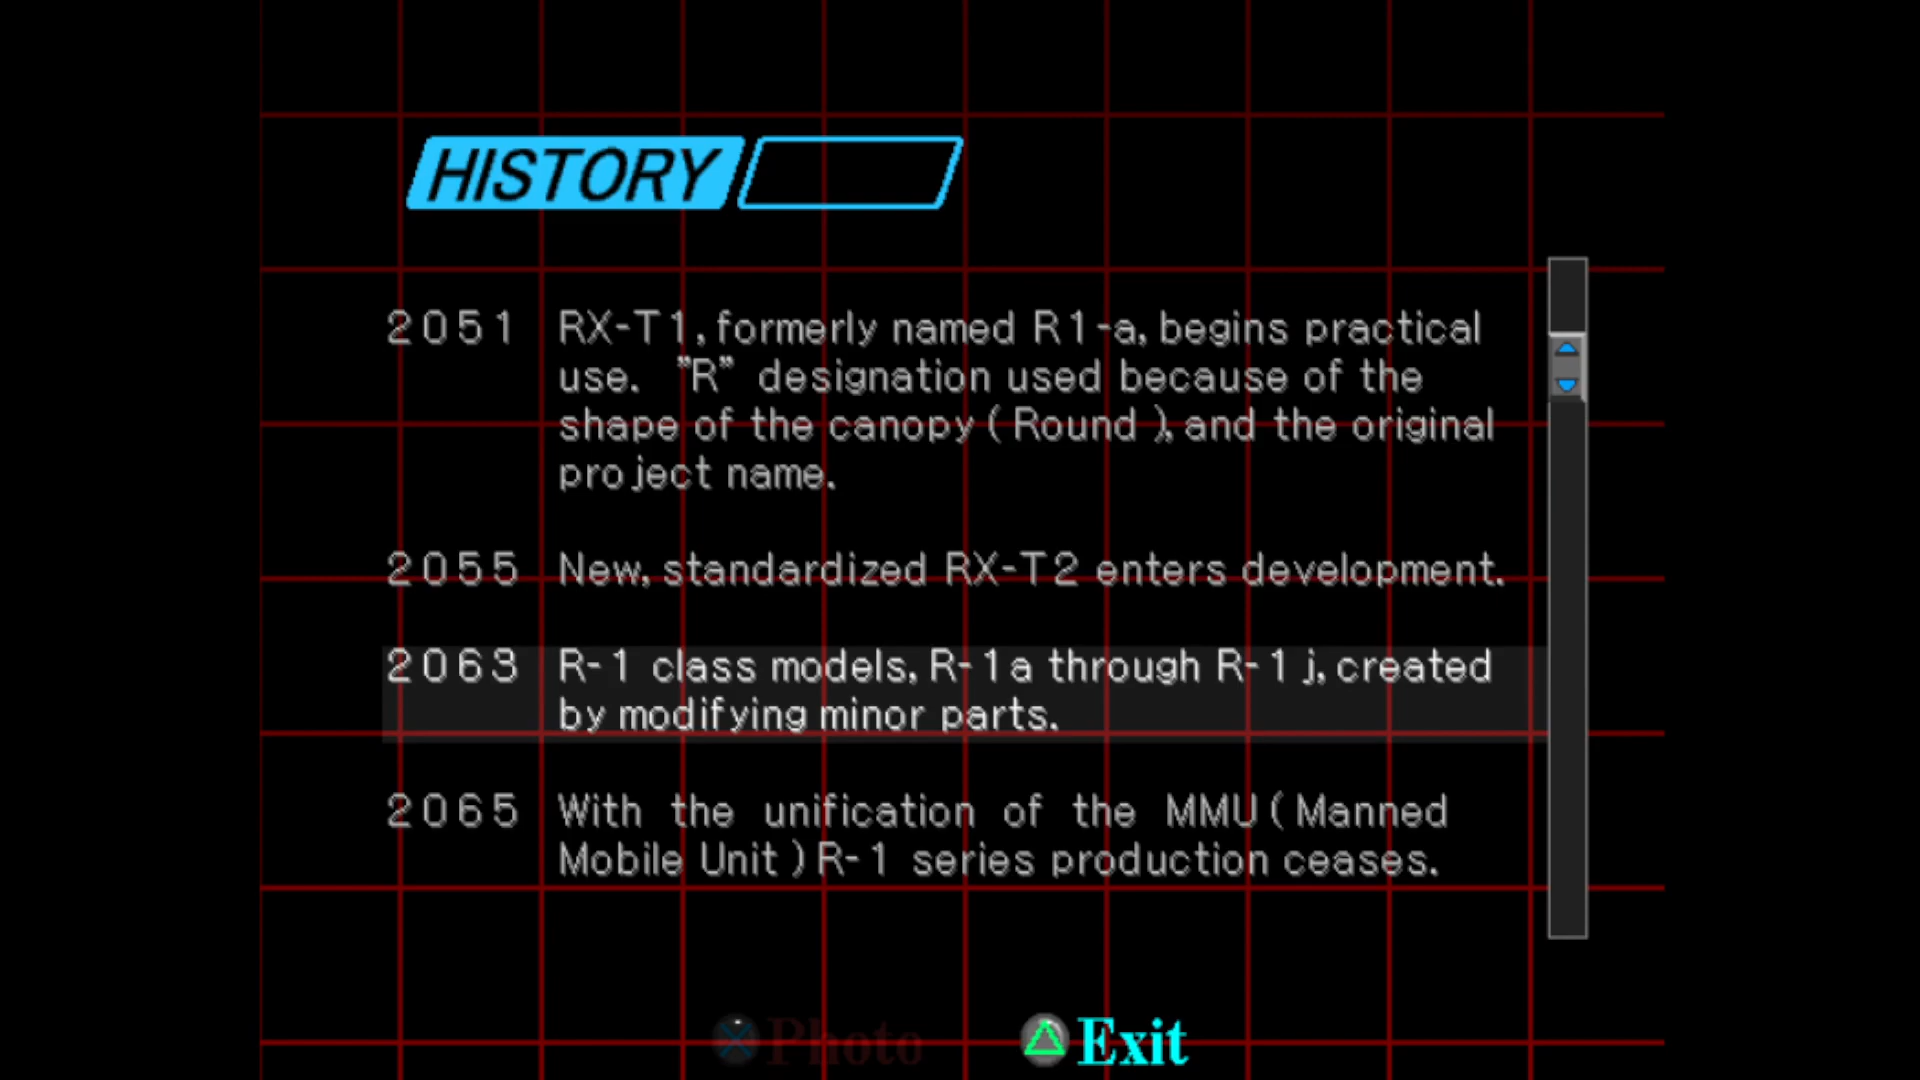 HISTORY
2051 RX-T1, formerly named R1-a, begins practical
use. "R" designation used because of the
shape of the canopy (Round), and the original
project name.
2055 New, standardized RX-T2 enters development.
2063 R-1 class models, R-1a through R-1j, created
by modifying minor parts.
2065 With the unification of the MMU (Manned
Mobile Unit) R-1 series production ceases.
Photo Exit